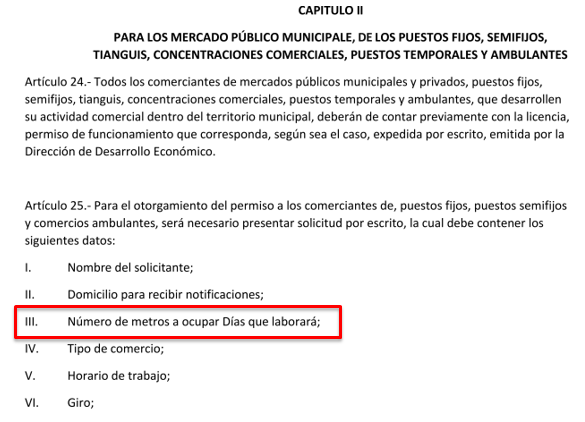 CAPITULO II
PARA LOS MERCADO PÚBLICO MUNICIPALE, DE LOS PUESTOS FIJOS, SEMIFIJOS,
TIANGUIS, CONCENTRACIONES COMERCIALES, PUESTOS TEMPORALES Y AMBULANTES
Artículo 24.- Todos los comerciantes de mercados públicos municipales y privados, puestos fijos,
semifijos, tianguis, concentraciones comerciales, puestos temporales y ambulantes, que desarrollen
su actividad comercial dentro del territorio municipal, deberán de contar previamente con la licencia,
permiso de funcionamiento que corresponda, según sea el caso, expedida por escrito, emitida por la
Dirección de Desarrollo Económico.
Artículo 25.- Para el otorgamiento del permiso a los comerciantes de, puestos fijos, puestos semifijos
y comercios ambulantes, será necesario presentar solicitud por escrito, la cual debe contener los
siguientes datos:
I. Nombre del solicitante;
II. Domicilio para recibir notificaciones;
III. Número de metros a ocupar Días que laborará;
IV. Tipo de comercio;
V. Horario de trabajo;
VI. Giro;